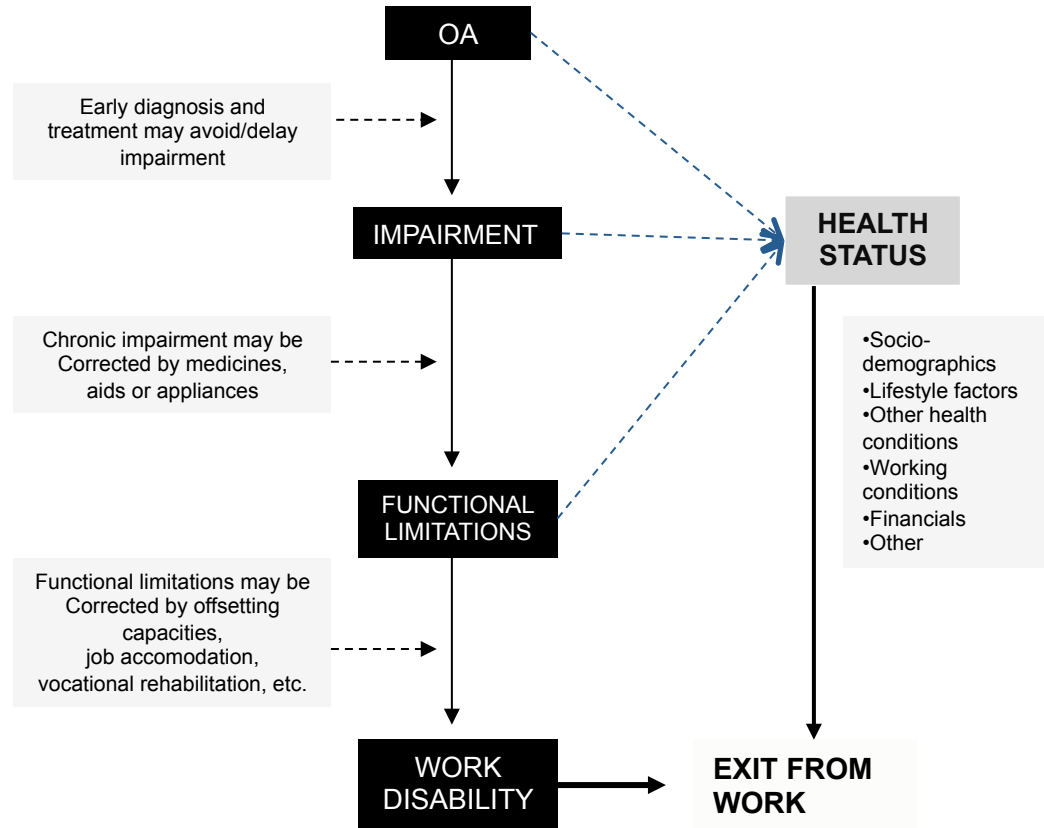 OA
Early diagnosis and
treatment may avoid/delay
impairment
IMPAIRMENT
HEALTH
STATUS
Chronic impairment may be
Corrected by medicines,
aids or appliances
•Socio-
demographics
•Lifestyle factors
•Other health
conditions
•Working
conditions
•Financials
•Other
FUNCTIONAL
LIMITATIONS
Functional limitations may be
Corrected by offsetting
capacities,
job accomodation,
vocational rehabilitation, etc.
WORK
DISABILITY
EXIT FROM
WORK